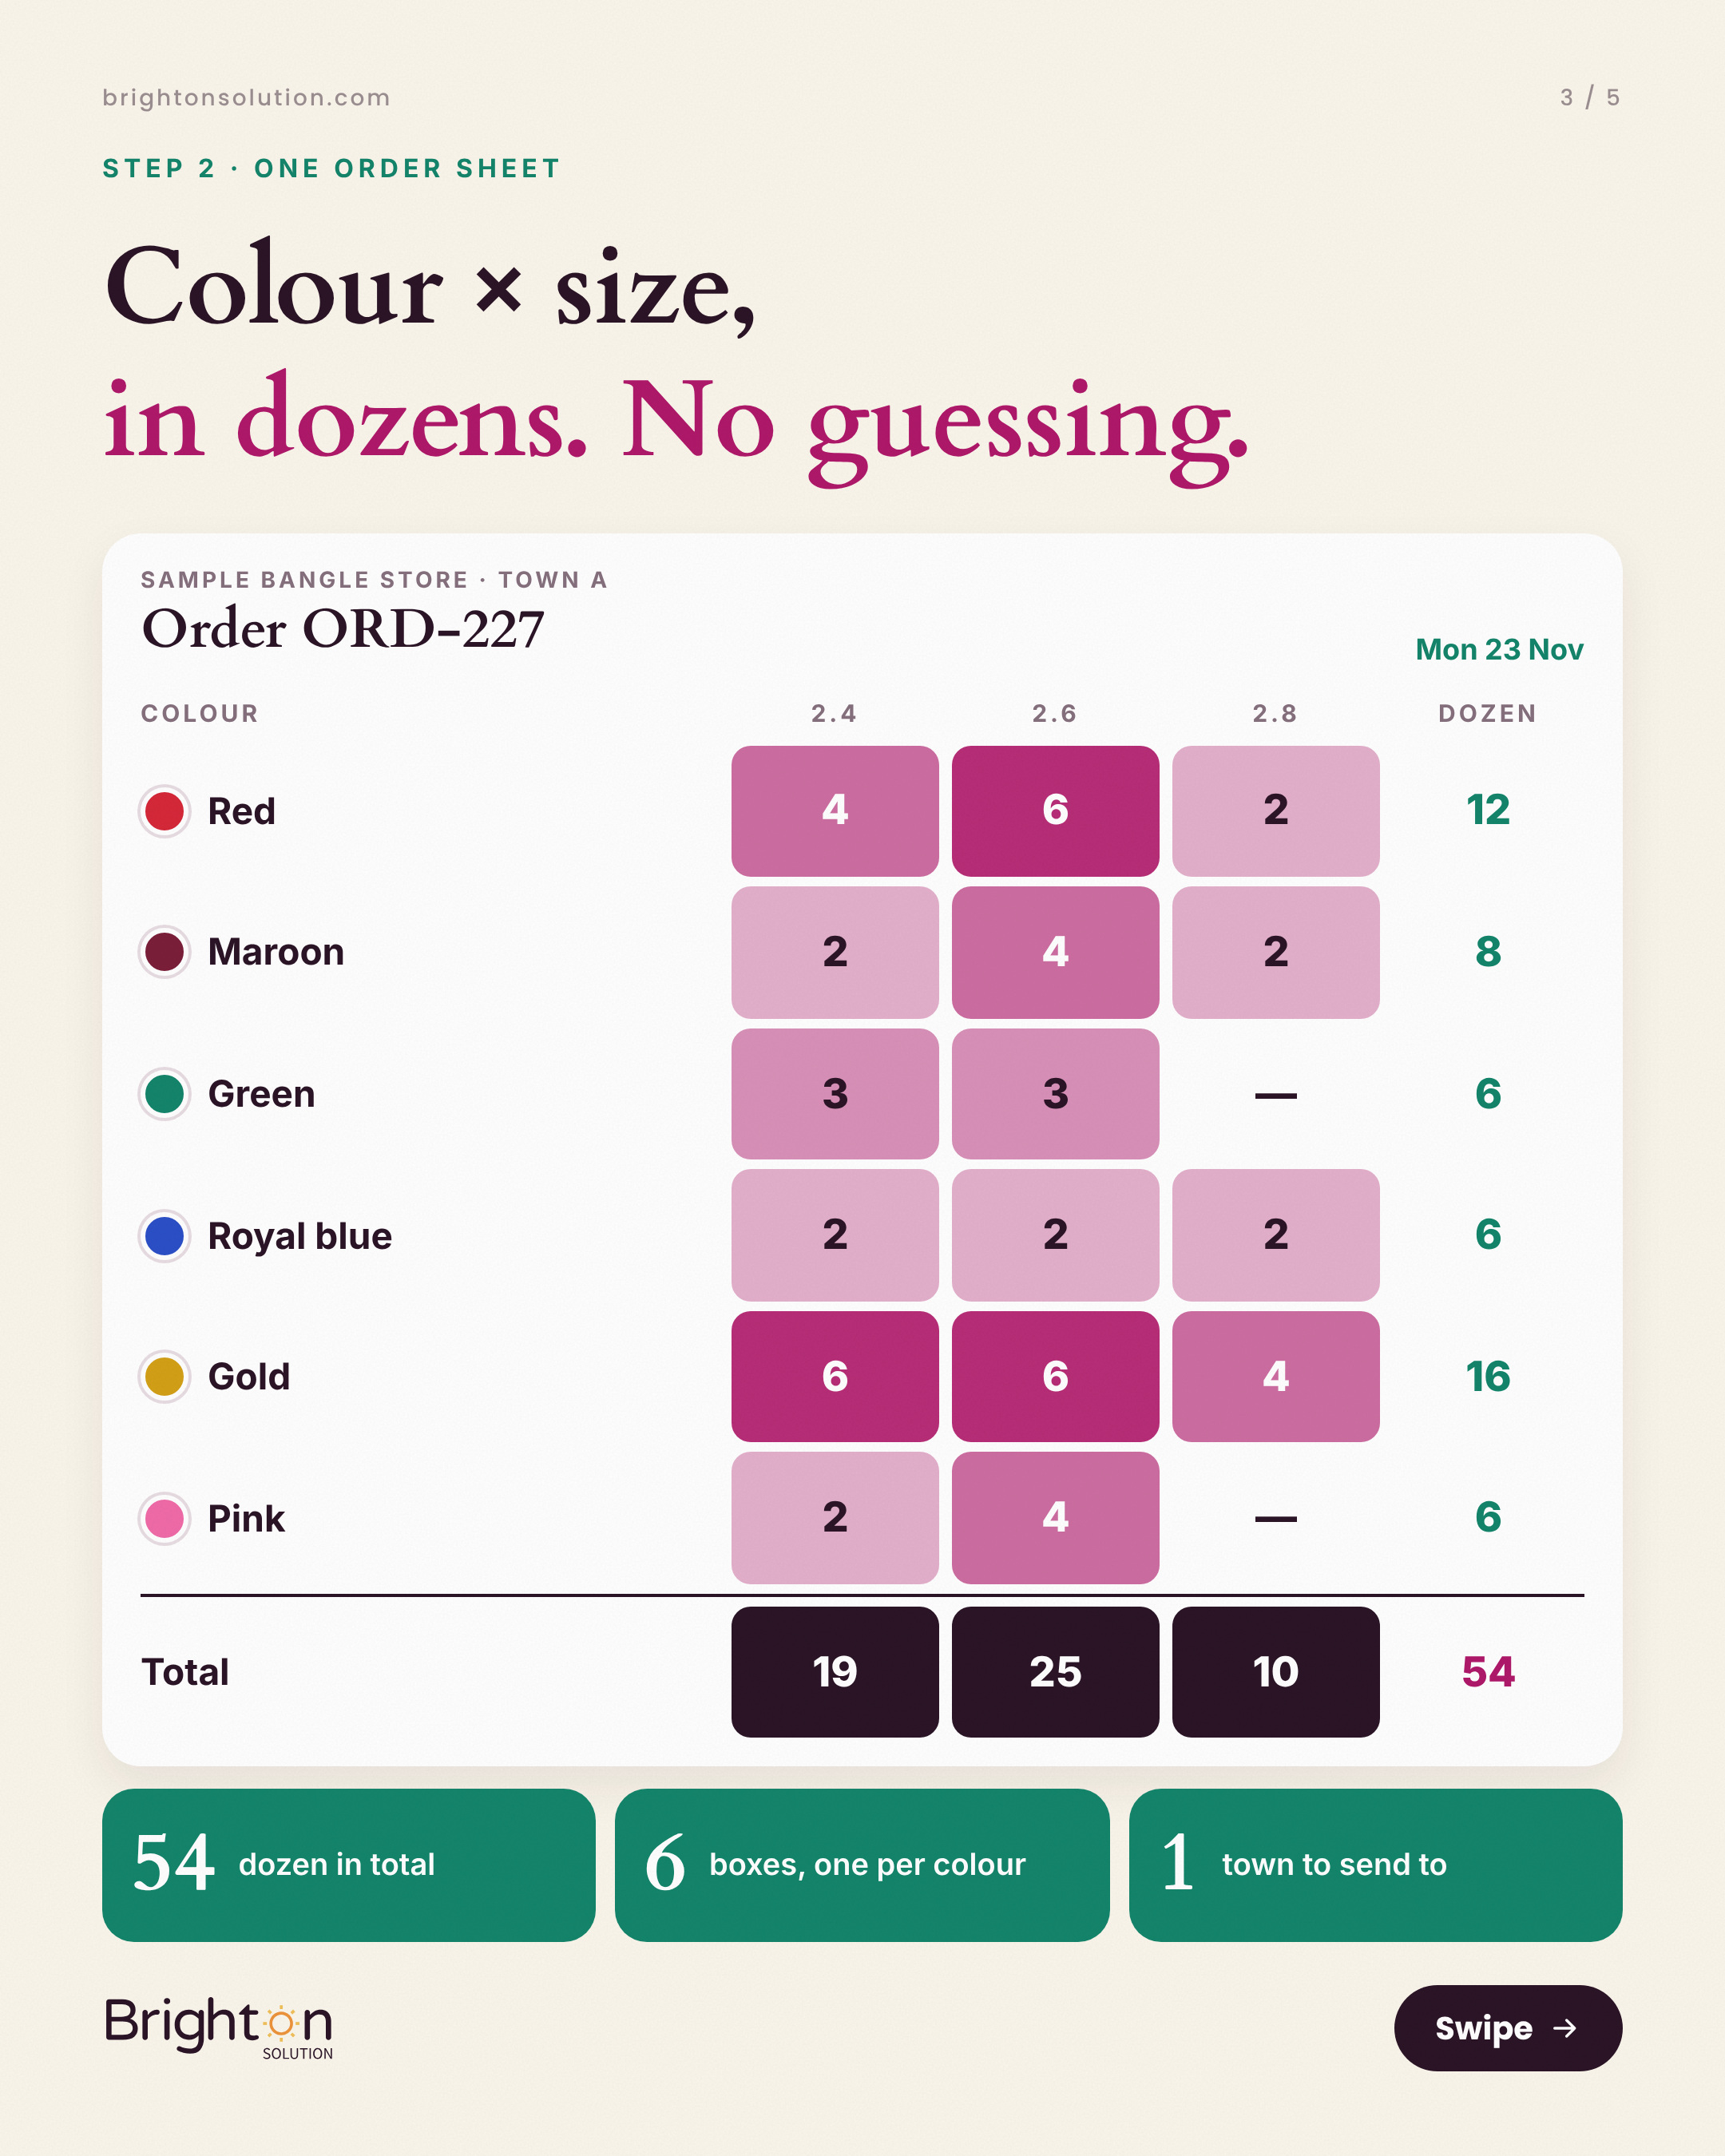 brightonsolution.com 3 / 5
STEP 2 · ONE ORDER SHEET
Colour × size,
in dozens. No guessing.
SAMPLE BANGLE STORE · TOWN A
Order ORD-227
Mon 23 Nov
COLOUR 2.4 2.6 2.8 DOZEN
Red 4 6 2 12
Maroon 2 4 2 8
Green 3 3 — 6
Royal blue 2 2 2 6
Gold 6 6 4 16
Pink 2 4 — 6
Total 19 25 10 54
54 dozen in total
6 boxes, one per colour
1 town to send to
Brighton
SOLUTION
Swipe →